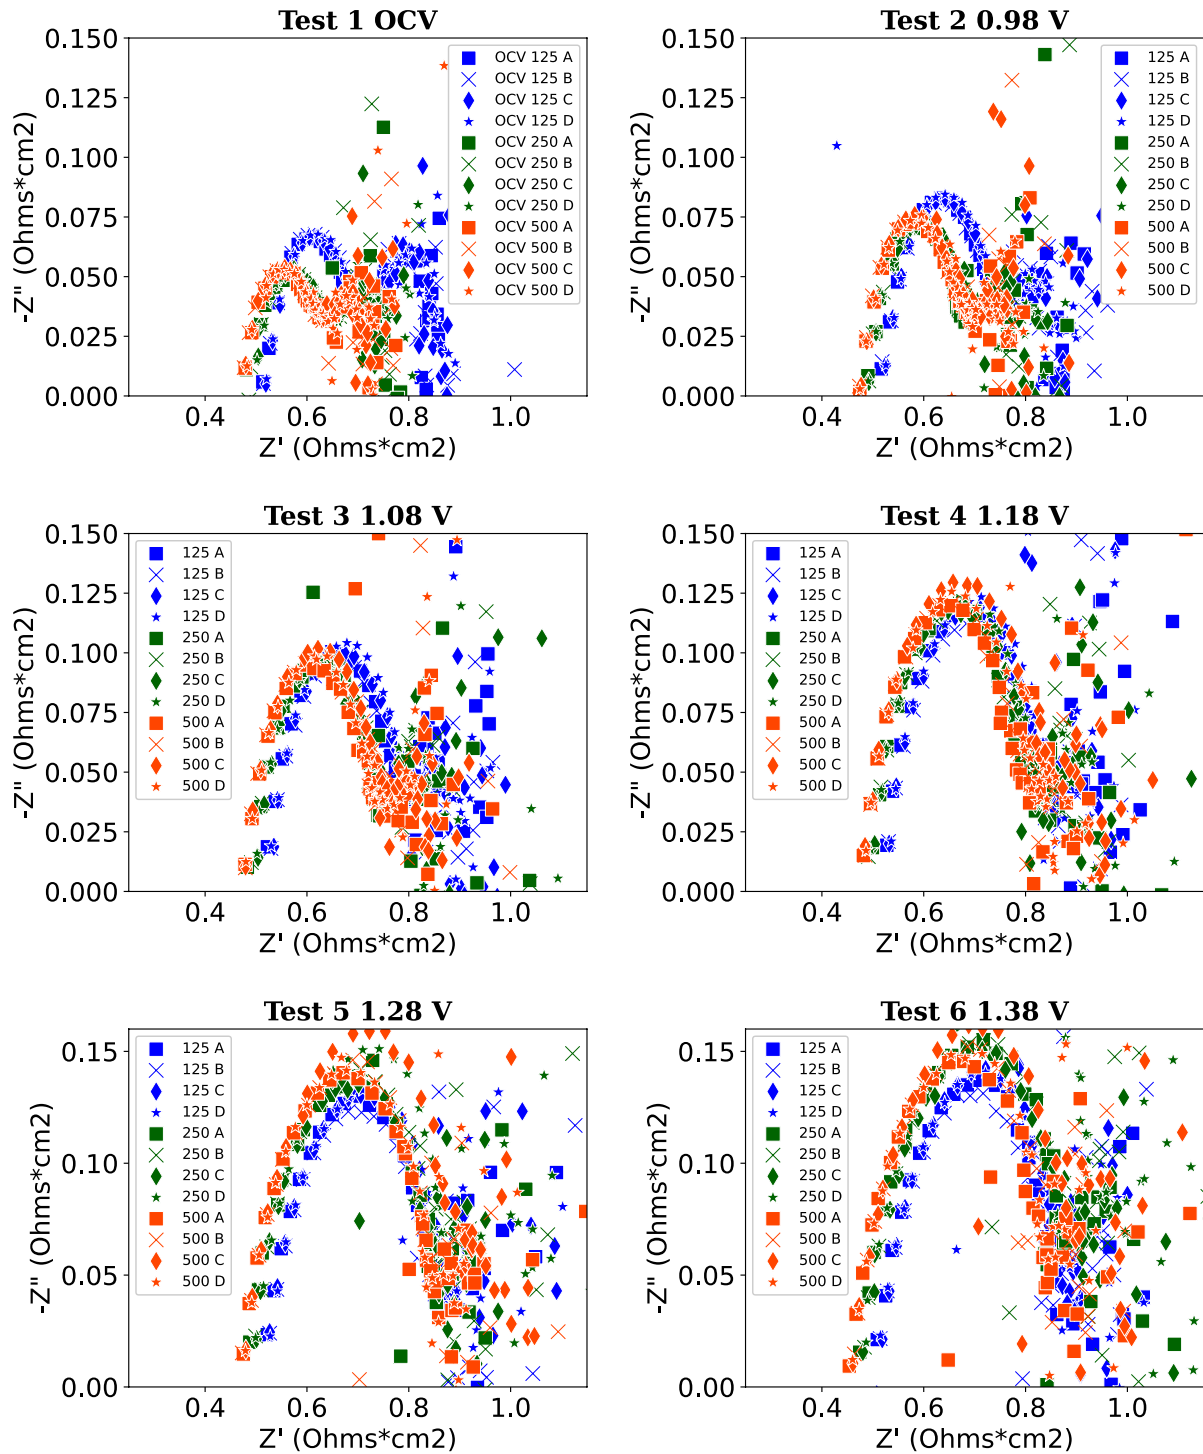 Test 1 OCV
0.150
0.125
0.100
0.075
0.050
0.025
0.000
-Z" (Ohms*cm2)
0.4 0.6 0.8 1.0
Z' (Ohms*cm2)
OCV 125 A
OCV 125 B
OCV 125 C
OCV 125 D
OCV 250 A
OCV 250 B
OCV 250 C
OCV 250 D
OCV 500 A
OCV 500 B
OCV 500 C
OCV 500 D
Test 2 0.98 V
0.150
0.125
0.100
0.075
0.050
0.025
0.000
-Z" (Ohms*cm2)
0.4 0.6 0.8 1.0
Z' (Ohms*cm2)
125 A
125 B
125 C
125 D
250 A
250 B
250 C
250 D
500 A
500 B
500 C
500 D
Test 3 1.08 V
0.150
0.125
0.100
0.075
0.050
0.025
0.000
-Z" (Ohms*cm2)
0.4 0.6 0.8 1.0
Z' (Ohms*cm2)
125 A
125 B
125 C
125 D
250 A
250 B
250 C
250 D
500 A
500 B
500 C
500 D
Test 4 1.18 V
0.150
0.125
0.100
0.075
0.050
0.025
0.000
-Z" (Ohms*cm2)
0.4 0.6 0.8 1.0
Z' (Ohms*cm2)
125 A
125 B
125 C
125 D
250 A
250 B
250 C
250 D
500 A
500 B
500 C
500 D
Test 5 1.28 V
0.15
0.10
0.05
0.00
-Z" (Ohms*cm2)
0.4 0.6 0.8 1.0
Z' (Ohms*cm2)
125 A
125 B
125 C
125 D
250 A
250 B
250 C
250 D
500 A
500 B
500 C
500 D
Test 6 1.38 V
0.15
0.10
0.05
0.00
-Z" (Ohms*cm2)
0.4 0.6 0.8 1.0
Z' (Ohms*cm2)
125 A
125 B
125 C
125 D
250 A
250 B
250 C
250 D
500 A
500 B
500 C
500 D